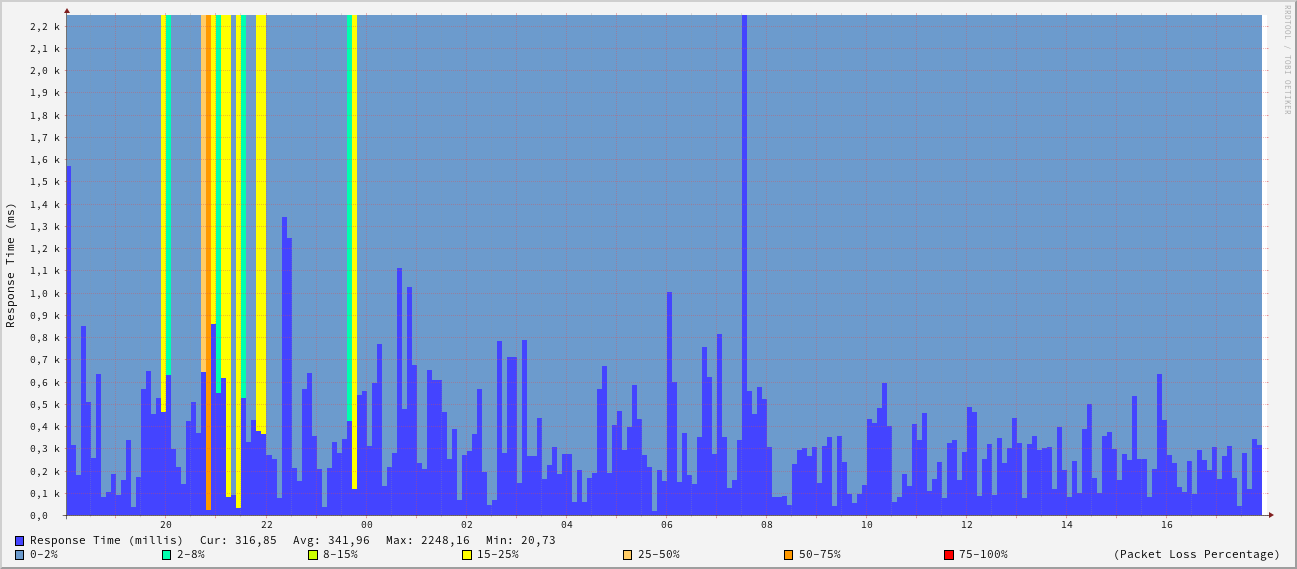 RRDTOOL / TOBI OETIKER
Response Time (ms)
2,2 k
2,1 k
2,0 k
1,9 k
1,8 k
1,7 k
1,6 k
1,5 k
1,4 k
1,3 k
1,2 k
1,1 k
1,0 k
0,9 k
0,8 k
0,7 k
0,6 k
0,5 k
0,4 k
0,3 k
0,2 k
0,1 k
0,0
20 22 00 02 04 06 08 10 12 14 16
Response Time (millis) Cur: 316,85 Avg: 341,96 Max: 2248,16 Min: 20,73
0-2% 2-8% 8-15% 15-25% 25-50% 50-75% 75-100% (Packet Loss Percentage)